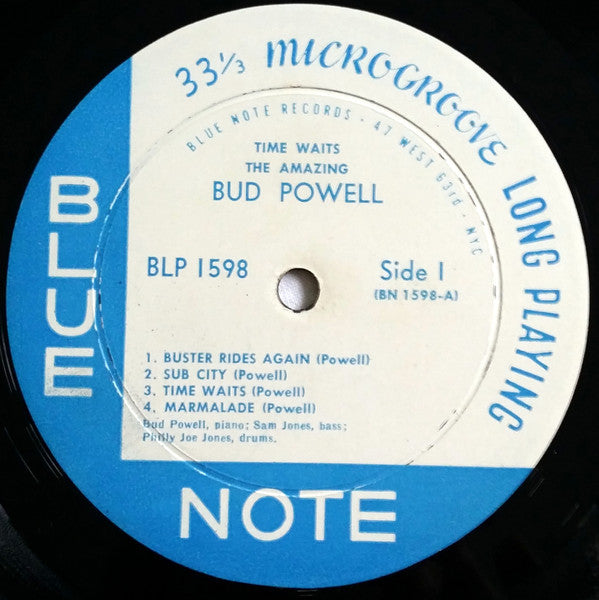 33⅓ MICROGROOVE LONG PLAYING
BLUE NOTE RECORDS · 47 WEST 63rd · NYC
TIME WAITS
THE AMAZING
BUD POWELL
BLP 1598
Side 1
(BN 1598-A)
1. BUSTER RIDES AGAIN (Powell)
2. SUB CITY (Powell)
3. TIME WAITS (Powell)
4. MARMALADE (Powell)
Bud Powell, piano; Sam Jones, bass;
Philly Joe Jones, drums.
BLUE
NOTE